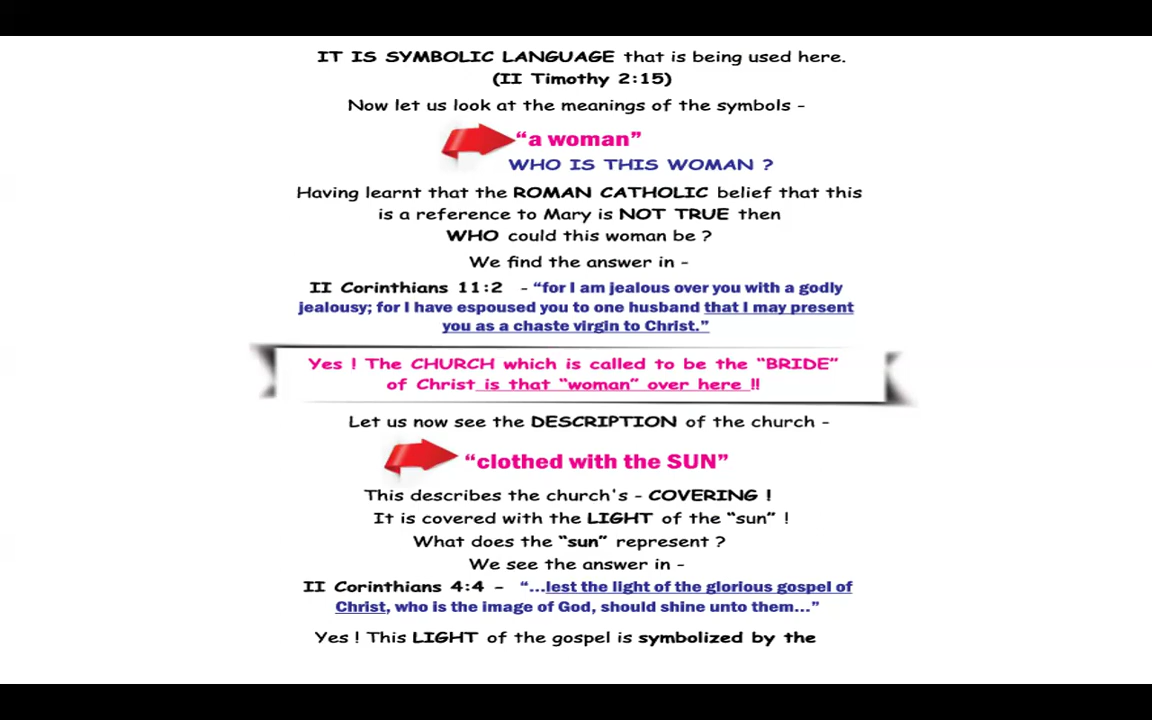 IT IS SYMBOLIC LANGUAGE that is being used here.
(II Timothy 2:15)
Now let us look at the meanings of the symbols -
“a woman”
WHO IS THIS WOMAN ?
Having learnt that the ROMAN CATHOLIC belief that this
is a reference to Mary is NOT TRUE then
WHO could this woman be ?
We find the answer in -
II Corinthians 11:2 - “for I am jealous over you with a godly
jealousy; for I have espoused you to one husband that I may present
you as a chaste virgin to Christ.”
Yes ! The CHURCH which is called to be the “BRIDE”
of Christ is that “woman” over here !!
Let us now see the DESCRIPTION of the church -
“clothed with the SUN”
This describes the church's - COVERING !
It is covered with the LIGHT of the “sun” !
What does the “sun” represent ?
We see the answer in -
II Corinthians 4:4 - “...lest the light of the glorious gospel of
Christ, who is the image of God, should shine unto them...”
Yes ! This LIGHT of the gospel is symbolized by the